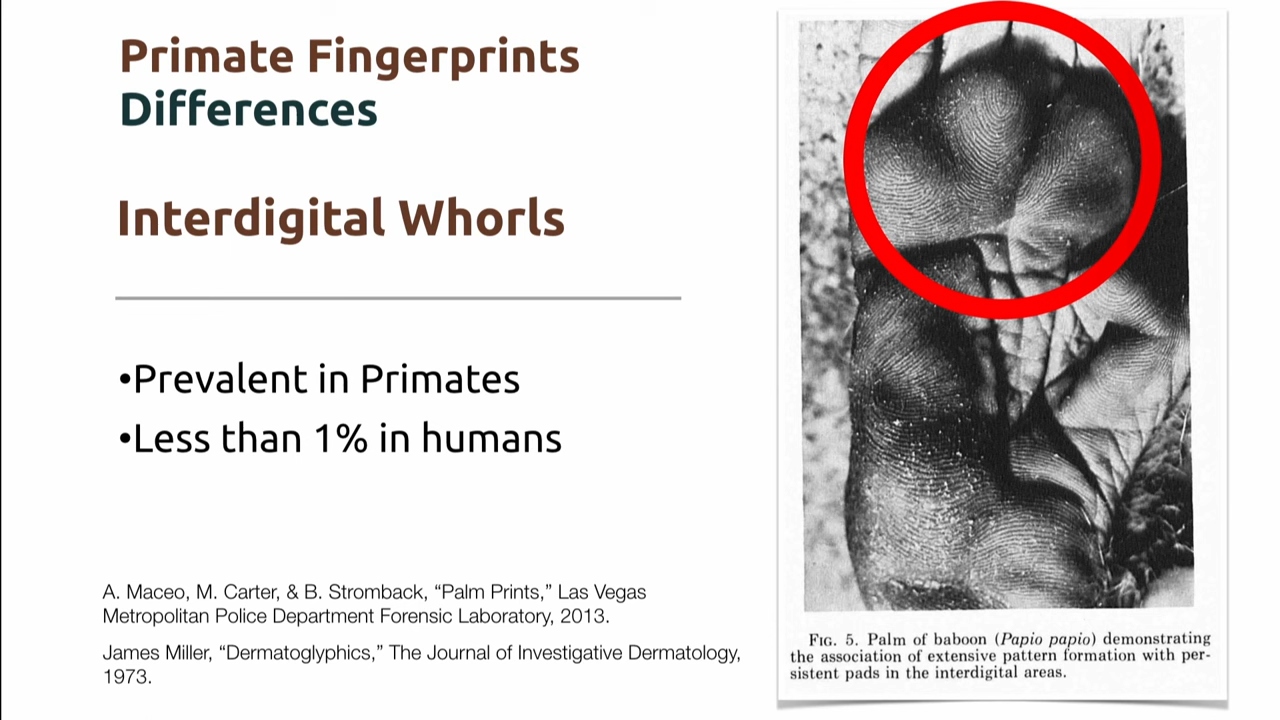 Primate Fingerprints
Differences
Interdigital Whorls
•Prevalent in Primates
•Less than 1% in humans
A. Maceo, M. Carter, & B. Stromback, “Palm Prints,” Las Vegas
Metropolitan Police Department Forensic Laboratory, 2013.
James Miller, “Dermatoglyphics,” The Journal of Investigative Dermatology,
1973.
FIG. 5. Palm of baboon (Papio papio) demonstrating
the association of extensive pattern formation with per-
sistent pads in the interdigital areas.